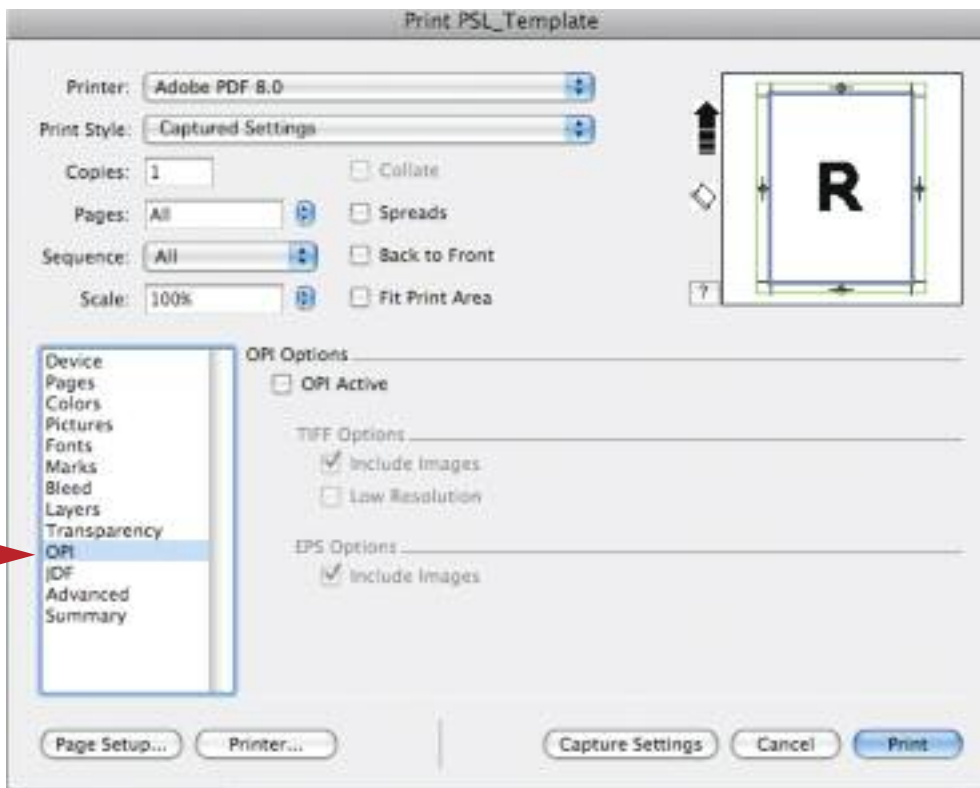 Print PSL_Template
Printer: Adobe PDF 8.0
Print Style: Captured Settings
Copies: 1 Collate
Pages: All Spreads
Sequence: All Back to Front
Scale: 100% Fit Print Area
R
?
Device
Pages
Colors
Pictures
Fonts
Marks
Bleed
Layers
Transparency
OPI
JDF
Advanced
Summary
OPI Options
OPI Active
TIFF Options
Include Images
Low Resolution
EPS Options
Include Images
Page Setup... Printer... Capture Settings Cancel Print